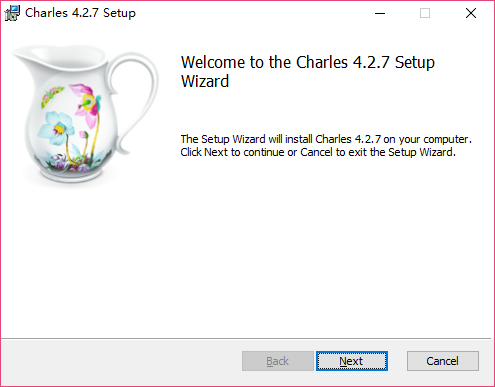 Charles 4.2.7 Setup
Welcome to the Charles 4.2.7 Setup
Wizard
The Setup Wizard will install Charles 4.2.7 on your computer.
Click Next to continue or Cancel to exit the Setup Wizard.
Back
Next
Cancel